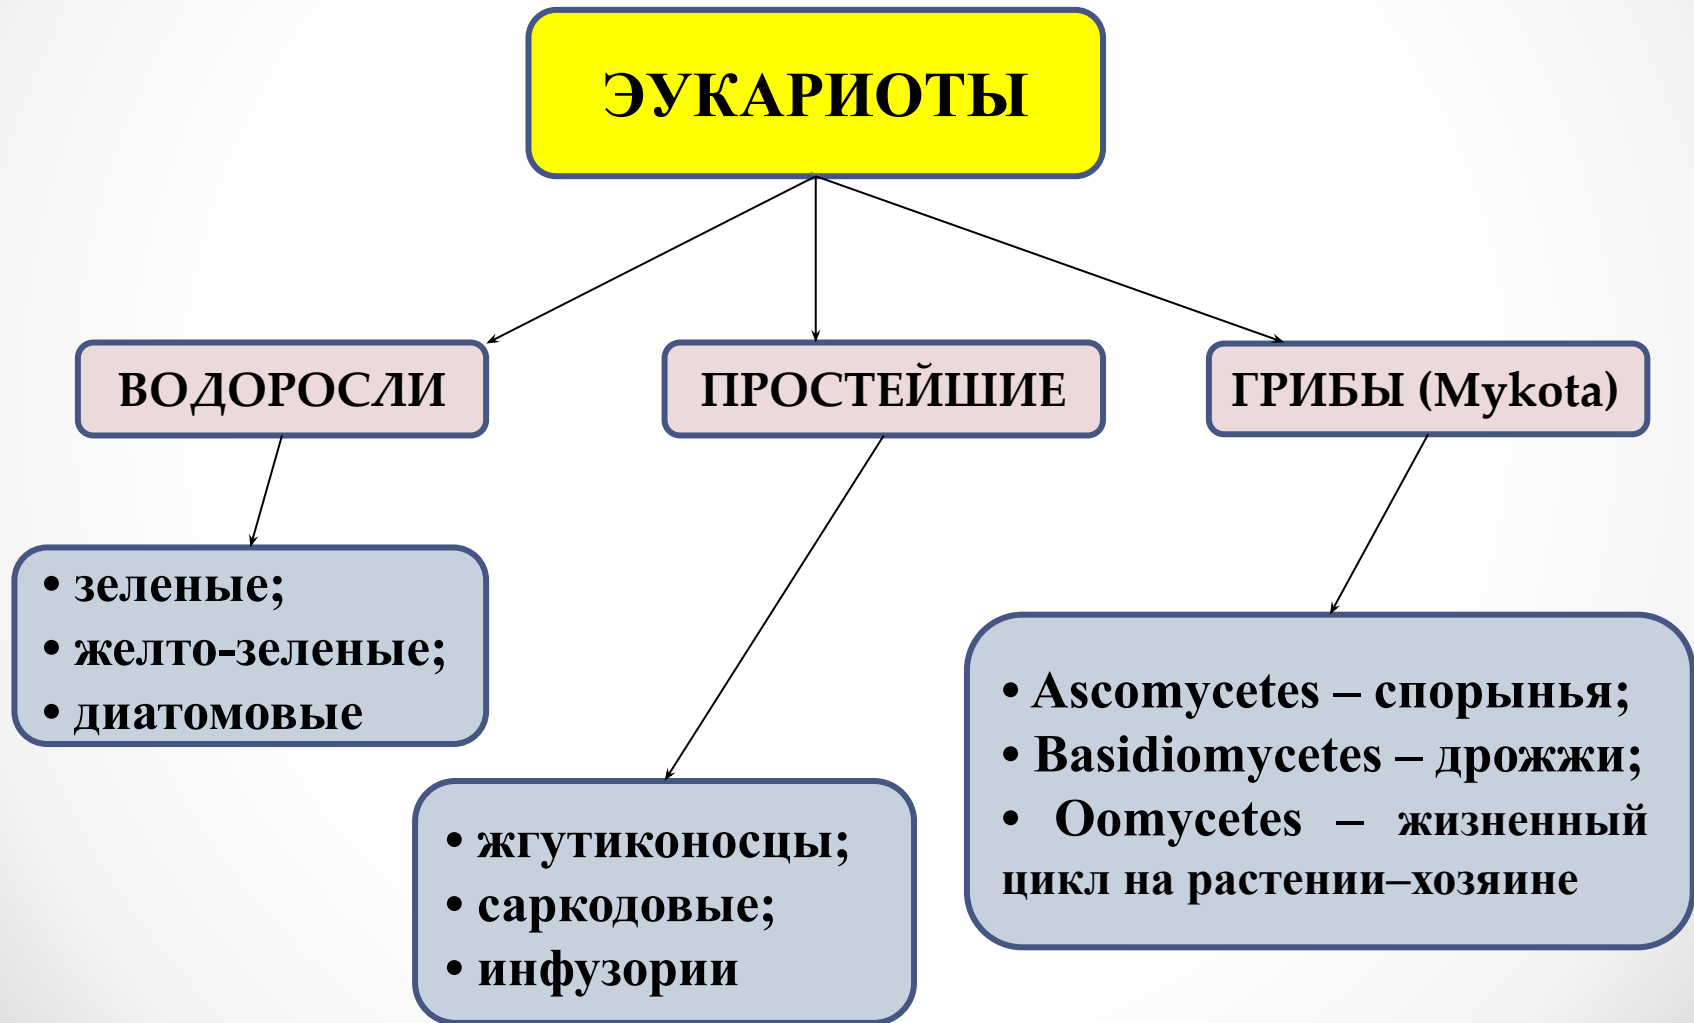 ЭУКАРИОТЫ
ВОДОРОСЛИ
ПРОСТЕЙШИЕ
ГРИБЫ (Mykota)
• зеленые;
• желто-зеленые;
• диатомовые
• жгутиконосцы;
• саркодовые;
• инфузории
• Ascomycetes – спорынья;
• Basidiomycetes – дрожжи;
• Oomycetes – жизненный
цикл на растении–хозяине